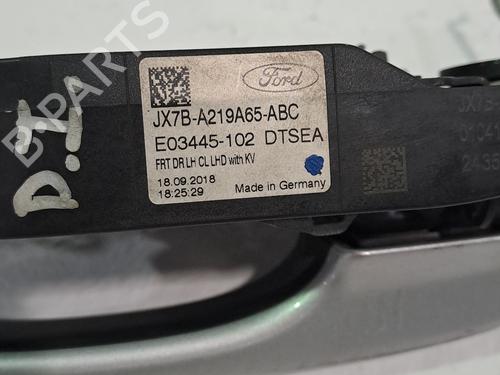 B-PARTS
D.I
Ford
JX7B-A219A65-ABC
E03445-102 DTSEA
FRT DR LH CL LHD with KV
18.09.2018
18:25:29
Made in Germany